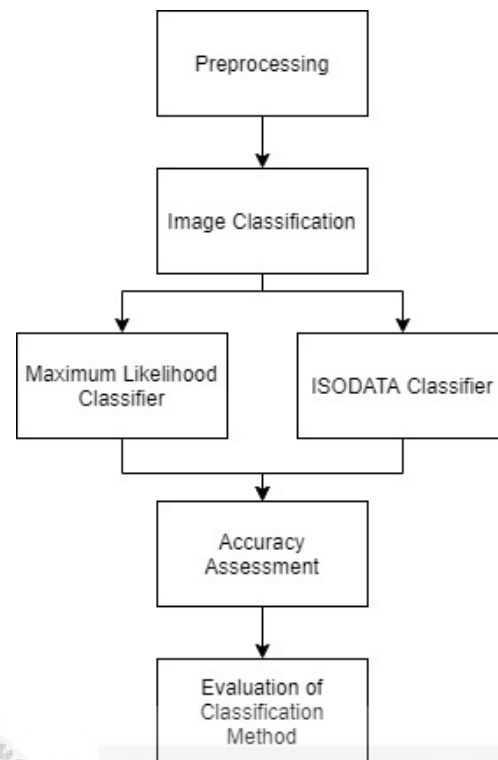 Preprocessing
Image Classification
Maximum Likelihood
Classifier
ISODATA Classifier
Accuracy
Assessment
Evaluation of
Classification
Method